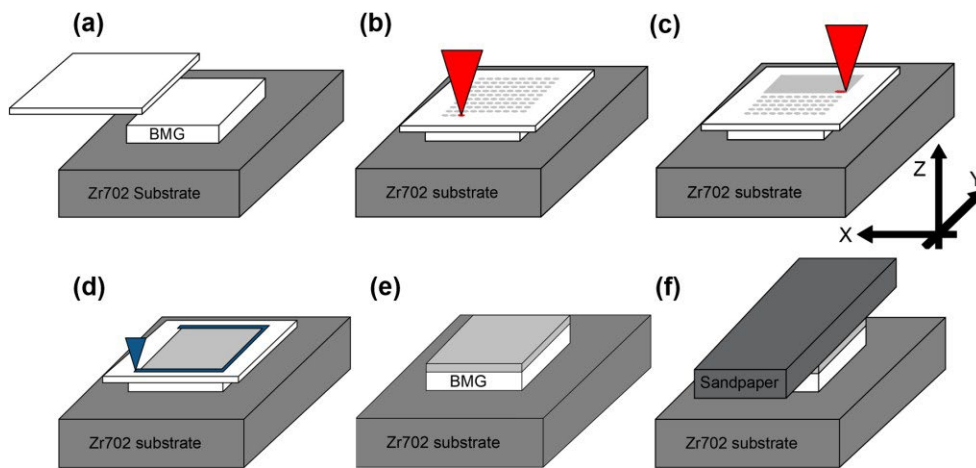 (a)
BMG
Zr702 Substrate
(b)
Zr702 substrate
(c)
Zr702 substrate
Z
Y
X
(d)
Zr702 substrate
(e)
BMG
Zr702 substrate
(f)
Sandpaper
Zr702 substrate